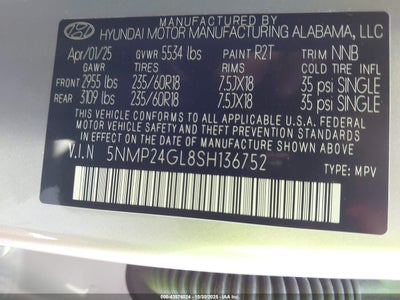 MANUFACTURED BY
HYUNDAI MOTOR MANUFACTURING ALABAMA, LLC
Apr/01/25 GVWR 5534 lbs PAINT R2T TRIM NNB
GAWR TIRES RIMS COLD TIRE INFL
FRONT 2955 lbs 235/60R18 7.5JX18 35 psi SINGLE
REAR 3109 lbs 235/60R18 7.5JX18 35 psi SINGLE
THIS VEHICLE CONFORMS TO ALL APPLICABLE U.S. FEDERAL
MOTOR VEHICLE SAFETY BUMPER, AND THEFT PREVENTION
STANDARDS IN EFFECT ON THE DATE OF
MANUFACTURE SHOWN ABOVE.
V.I.N 5NMP24GL8SH136752
TYPE: MPV